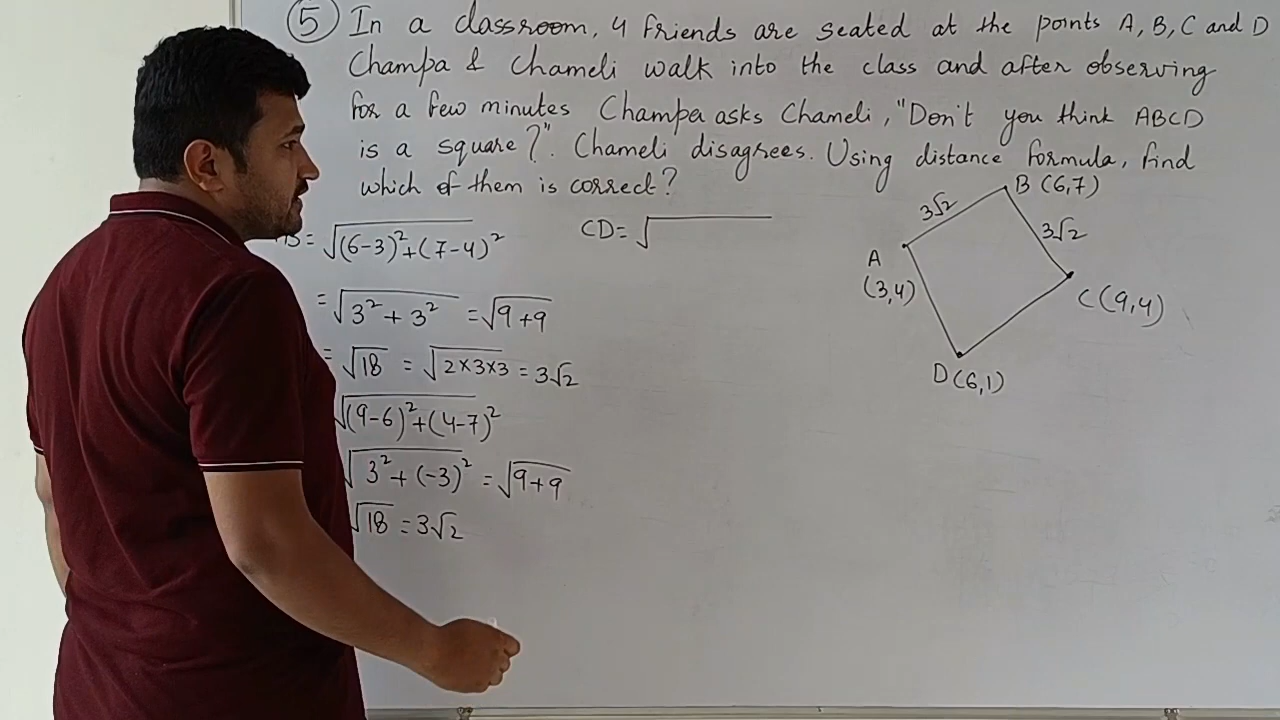 ⑤ In a classroom, 4 friends are seated at the points A, B, C and D
Champa & Chameli walk into the class and after observing
for a few minutes Champa asks Chameli, "Don't you think ABCD
is a square?". Chameli disagrees. Using distance formula, find
which of them is correct?
B = √((6-3)²+(7-4)²)
= √(3²+3²) = √(9+9)
= √18 = √(2×3×3) = 3√2
√((9-6)²+(4-7)²)
√(3²+(-3)²) = √(9+9)
√18 = 3√2
CD = √
B (6,7)
3√2
3√2
A
(3,4)
C (9,4)
D (6,1)